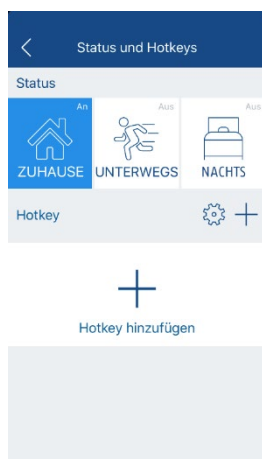 Status und Hotkeys
Status
An Aus Aus
ZUHAUSE UNTERWEGS NACHTS
Hotkey
Hotkey hinzufügen